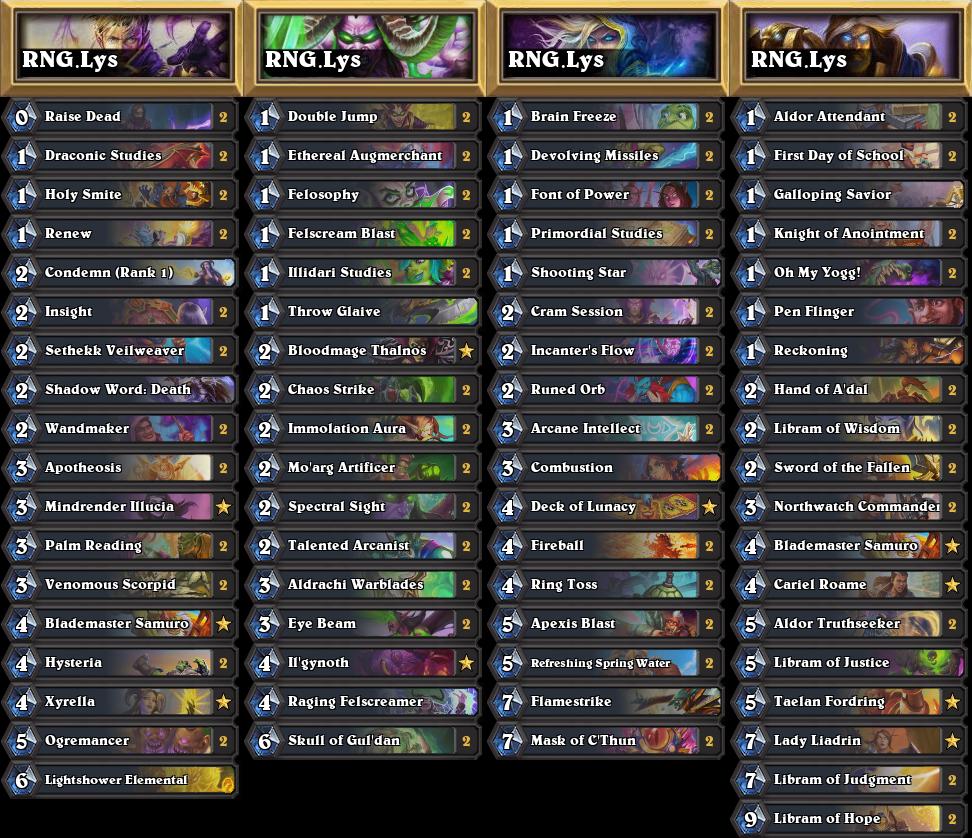 RNG.Lys
0 Raise Dead 2
1 Draconic Studies 2
1 Holy Smite 2
1 Renew 2
2 Condemn (Rank 1)
2 Insight 2
2 Sethekk Veilweaver 2
2 Shadow Word: Death
2 Wandmaker 2
3 Apotheosis 2
3 Mindrender Illucia ★
3 Palm Reading 2
3 Venomous Scorpid 2
4 Blademaster Samuro ★
4 Hysteria 2
4 Xyrella ★
5 Ogremancer 2
6 Lightshower Elemental
RNG.Lys
1 Double Jump 2
1 Ethereal Augmerchant 2
1 Felosophy 2
1 Felscream Blast 2
1 Illidari Studies 2
1 Throw Glaive
2 Bloodmage Thalnos ★
2 Chaos Strike 2
2 Immolation Aura 2
2 Mo'arg Artificer 2
2 Spectral Sight 2
2 Talented Arcanist 2
3 Aldrachi Warblades 2
3 Eye Beam 2
4 Il'gynoth ★
4 Raging Felscreamer
6 Skull of Gul'dan 2
RNG.Lys
1 Brain Freeze 2
1 Devolving Missiles 2
1 Font of Power 2
1 Primordial Studies 2
1 Shooting Star
2 Cram Session 2
2 Incanter's Flow 2
2 Runed Orb 2
3 Arcane Intellect 2
3 Combustion
4 Deck of Lunacy ★
4 Fireball 2
4 Ring Toss 2
5 Apexis Blast 2
5 Refreshing Spring Water 2
7 Flamestrike
7 Mask of C'Thun 2
RNG.Lys
1 Aldor Attendant 2
1 First Day of School 2
1 Galloping Savior
1 Knight of Anointment 2
1 Oh My Yogg! 2
1 Pen Flinger
1 Reckoning
2 Hand of A'dal 2
2 Libram of Wisdom 2
2 Sword of the Fallen 2
3 Northwatch Commander
4 Blademaster Samuro ★
4 Cariel Roame ★
5 Aldor Truthseeker 2
5 Libram of Justice
5 Taelan Fordring ★
7 Lady Liadrin ★
7 Libram of Judgment 2
9 Libram of Hope 2